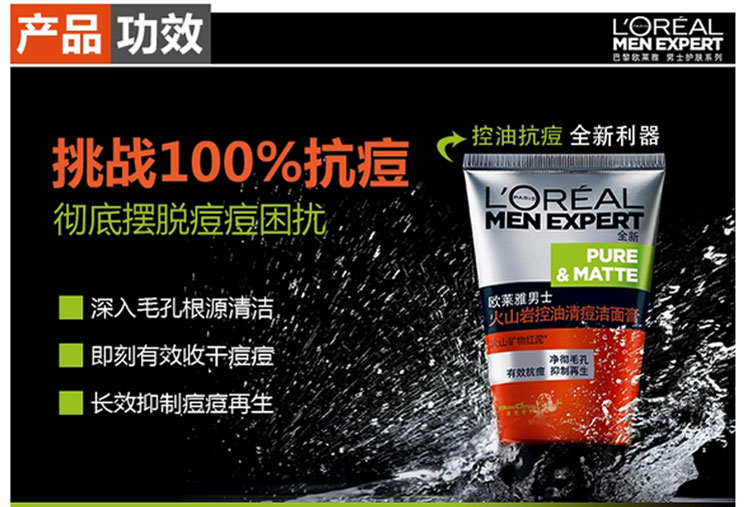 产品 功效
L'ORÉAL
MEN EXPERT
巴黎欧莱雅 男士护肤系列
控油抗痘 全新利器
挑战100%抗痘
彻底摆脱痘痘困扰
深入毛孔根源清洁
即刻有效收干痘痘
长效抑制痘痘再生
L'ORÉAL
PARIS
MEN EXPERT
全新
PURE
& MATTE
欧莱雅男士
火山岩控油清痘洁面膏
火山矿物红泥*
净彻毛孔
有效抗痘 抑制再生